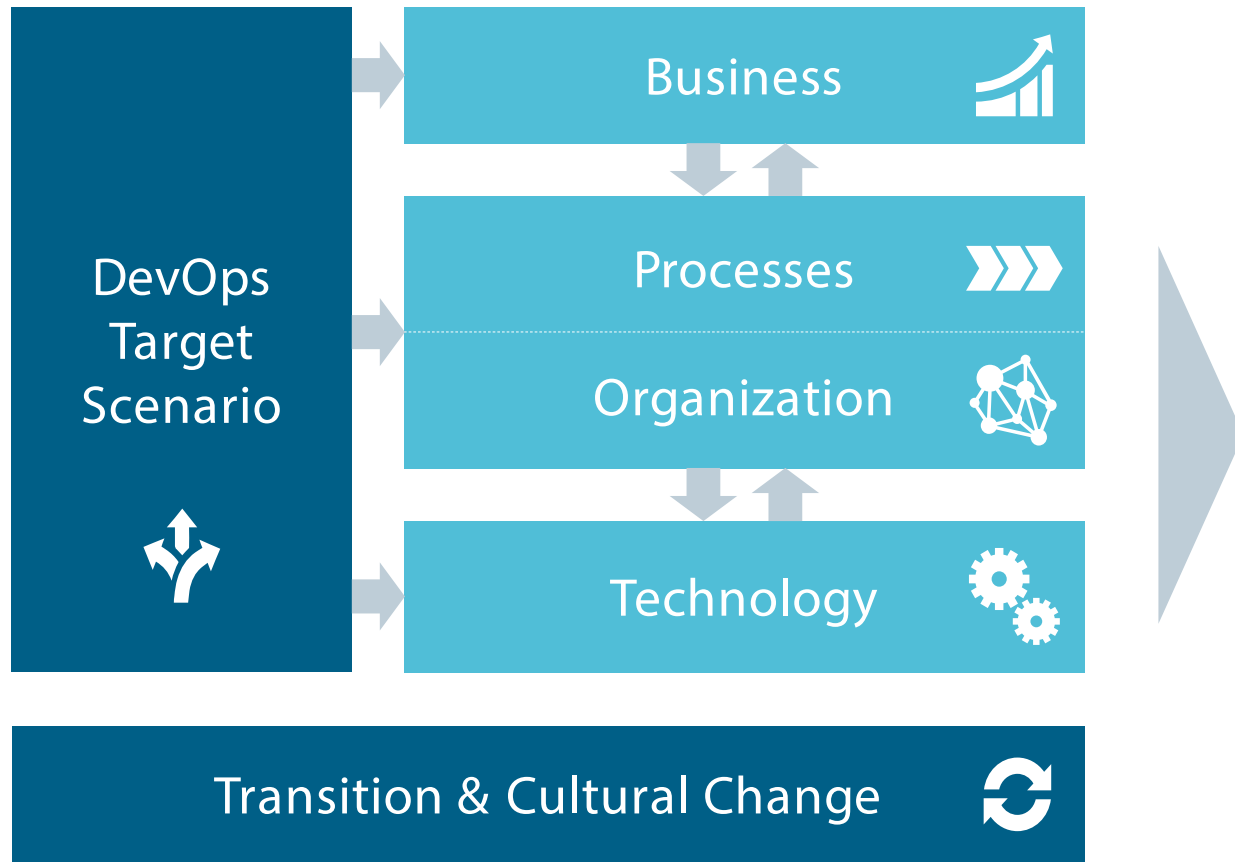 DevOps
Target
Scenario
Business
Processes
Organization
Technology
Transition & Cultural Change